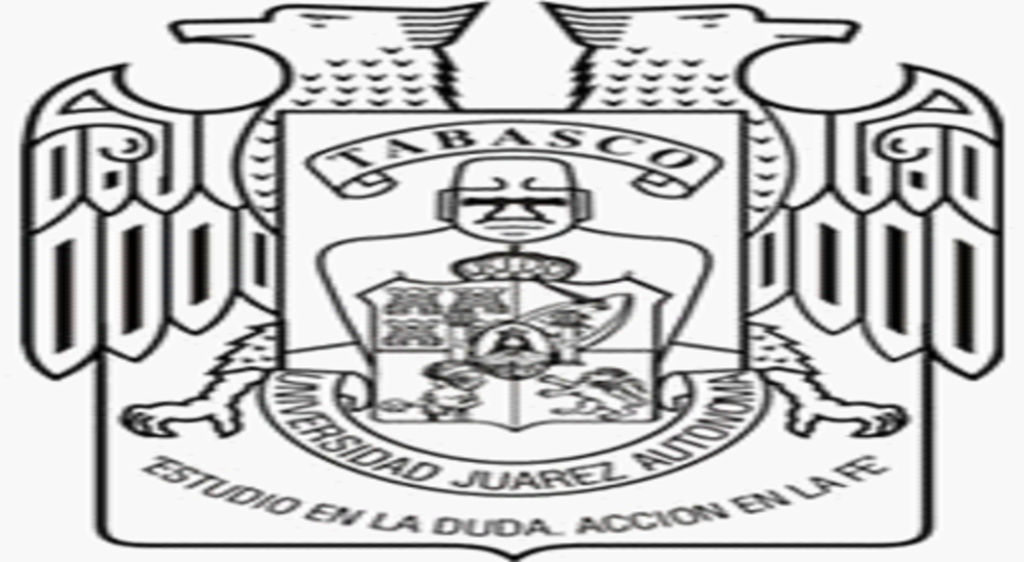 TABASCO
UNIVERSIDAD JUAREZ AUTONOMA
"ESTUDIO EN LA DUDA. ACCION EN LA FE"